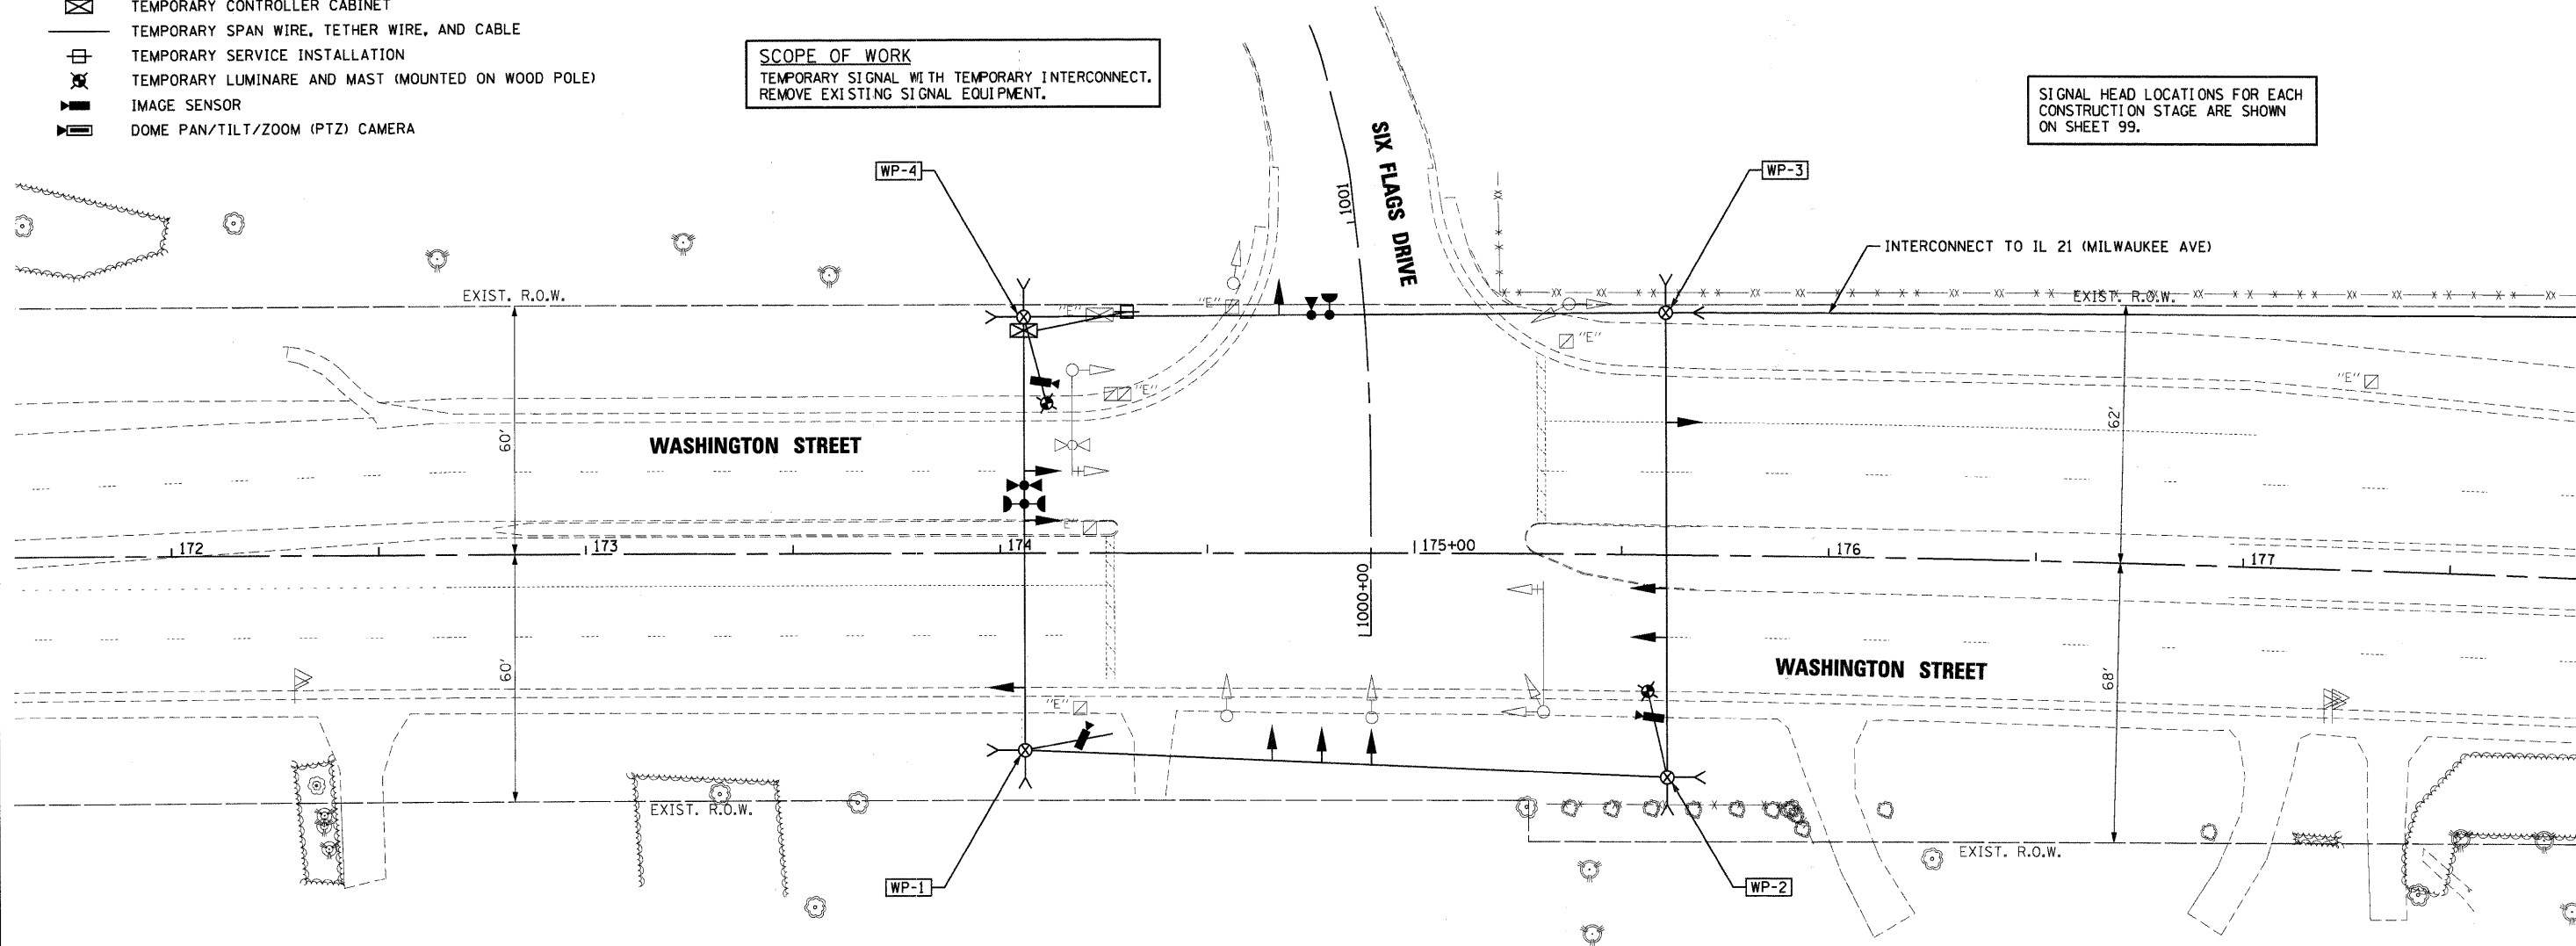 TEMPORARY CONTROLLER CABINET
TEMPORARY SPAN WIRE, TETHER WIRE, AND CABLE
TEMPORARY SERVICE INSTALLATION
TEMPORARY LUMINARE AND MAST (MOUNTED ON WOOD POLE)
IMAGE SENSOR
DOME PAN/TILT/ZOOM (PTZ) CAMERA
SCOPE OF WORK
TEMPORARY SIGNAL WITH TEMPORARY INTERCONNECT.
REMOVE EXISTING SIGNAL EQUIPMENT.
SIGNAL HEAD LOCATIONS FOR EACH
CONSTRUCTION STAGE ARE SHOWN
ON SHEET 99.
WP-4
SIX FLAGS DRIVE
1001
WP-3
INTERCONNECT TO IL 21 (MILWAUKEE AVE)
EXIST. R.O.W.
EXIST. R.O.W.
"E"
"E"
"E"
"E"
"E"
60'
WASHINGTON STREET
62'
"E"
172
173
174
175+00
176
177
1000+00
60'
WASHINGTON STREET
68'
"E"
EXIST. R.O.W.
EXIST. R.O.W.
WP-1
WP-2